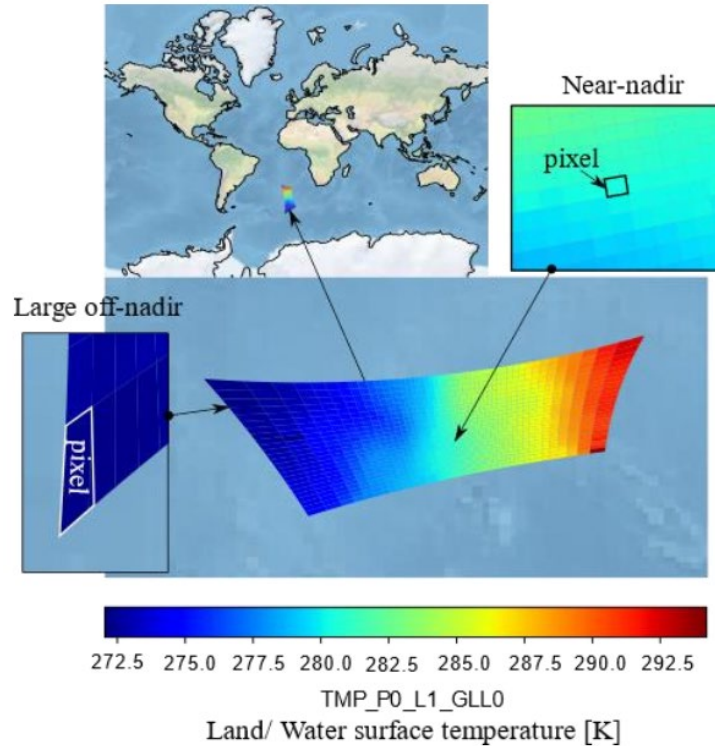 Near-nadir
pixel
Large off-nadir
pixel
272.5 275.0 277.5 280.0 282.5 285.0 287.5 290.0 292.5
TMP_P0_L1_GLL0
Land/ Water surface temperature [K]